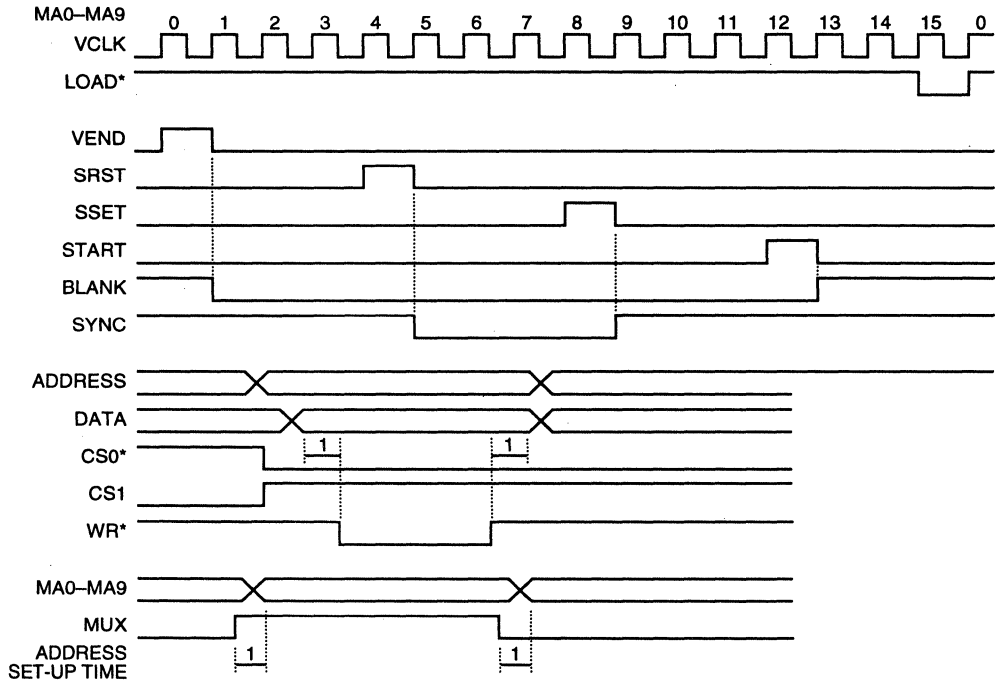 MA0–MA9 0 1 2 3 4 5 6 7 8 9 10 11 12 13 14 15 0
VCLK
LOAD*
VEND
SRST
SSET
START
BLANK
SYNC
ADDRESS
DATA
1 1
CS0*
CS1
WR*
MA0–MA9
MUX
ADDRESS 1 1
SET-UP TIME